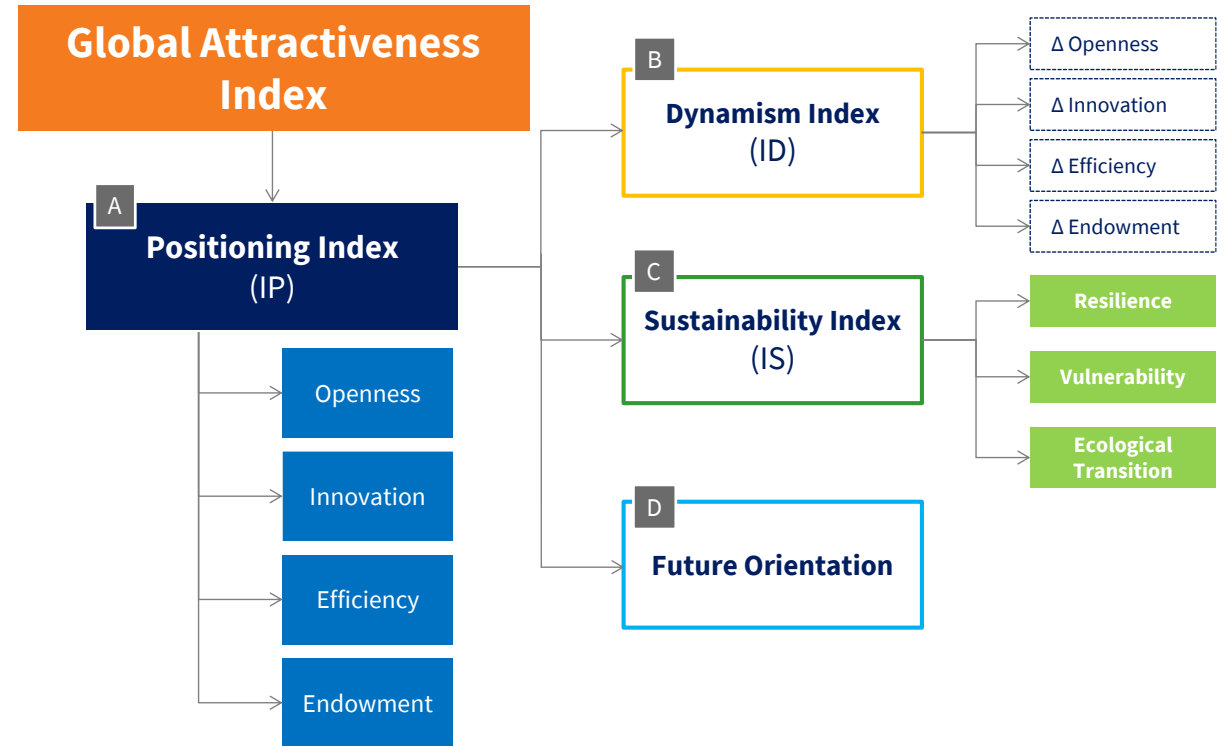 Global Attractiveness
Index
A
Positioning Index
(IP)
Openness
Innovation
Efficiency
Endowment
B
Dynamism Index
(ID)
Δ Openness
Δ Innovation
Δ Efficiency
Δ Endowment
C
Sustainability Index
(IS)
Resilience
Vulnerability
Ecological
Transition
D
Future Orientation